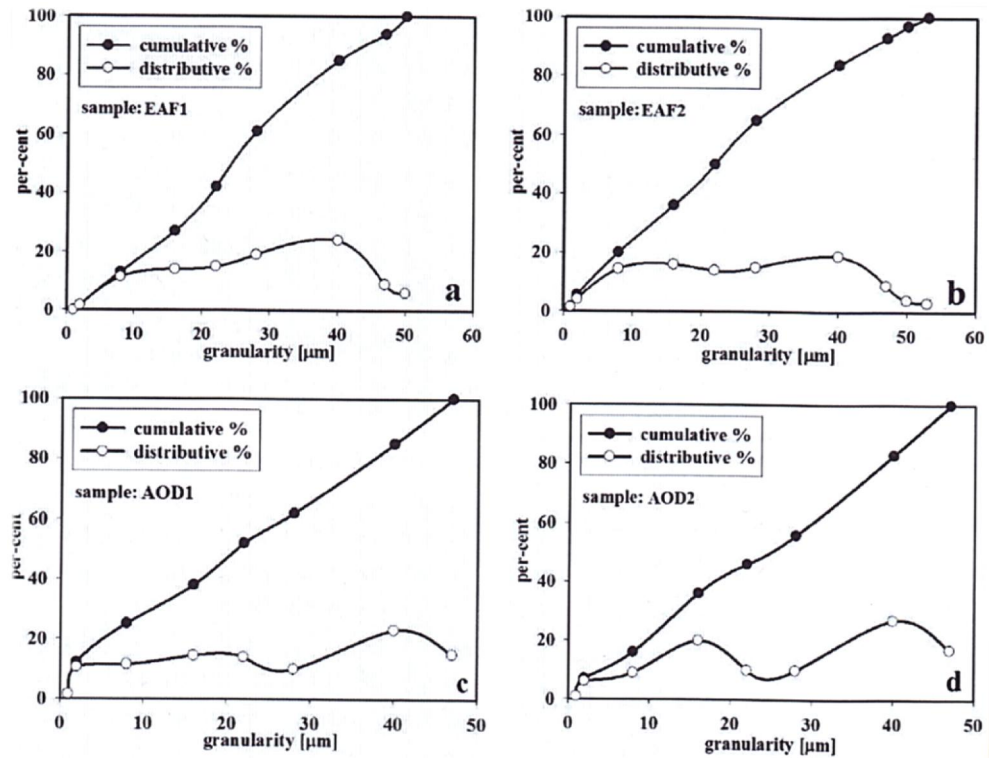 100
80
60
40
20
0
per-cent
cumulative %
distributive %
sample: EAF1
a
0 10 20 30 40 50 60
granularity [µm]
100
80
60
40
20
0
per-cent
cumulative %
distributive %
sample: EAF2
b
0 10 20 30 40 50 60
granularity [µm]
100
80
60
40
20
0
per-cent
cumulative %
distributive %
sample: AOD1
c
0 10 20 30 40 50
granularity [µm]
100
80
60
40
20
0
per-cent
cumulative %
distributive %
sample: AOD2
d
0 10 20 30 40 50
granularity [µm]